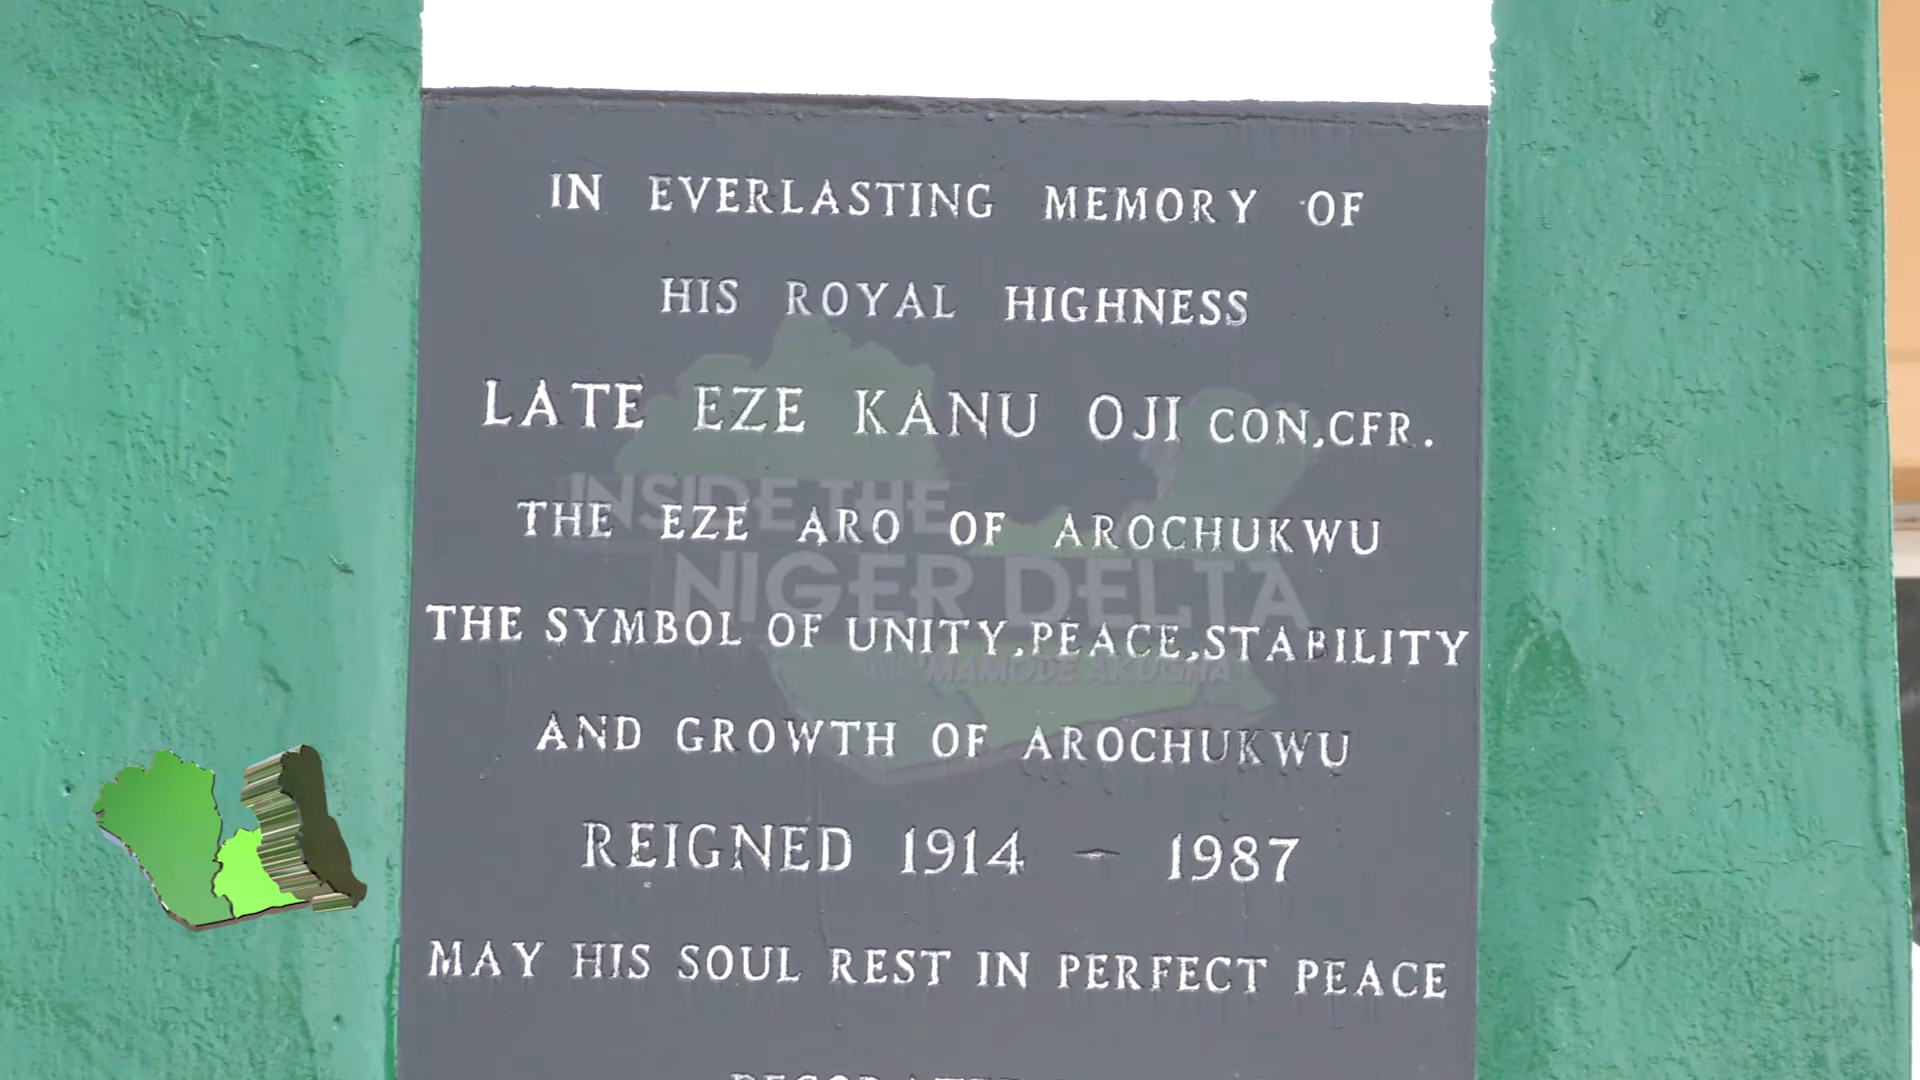 IN EVERLASTING MEMORY OF
HIS ROYAL HIGHNESS
LATE EZE KANU OJI CON,CFR.
THE EZE ARO OF AROCHUKWU
THE SYMBOL OF UNITY,PEACE,STABILITY
AND GROWTH OF AROCHUKWU
REIGNED 1914 – 1987
MAY HIS SOUL REST IN PERFECT PEACE
INSIDE THE
NIGER DELTA
MAMODE AKUGHA